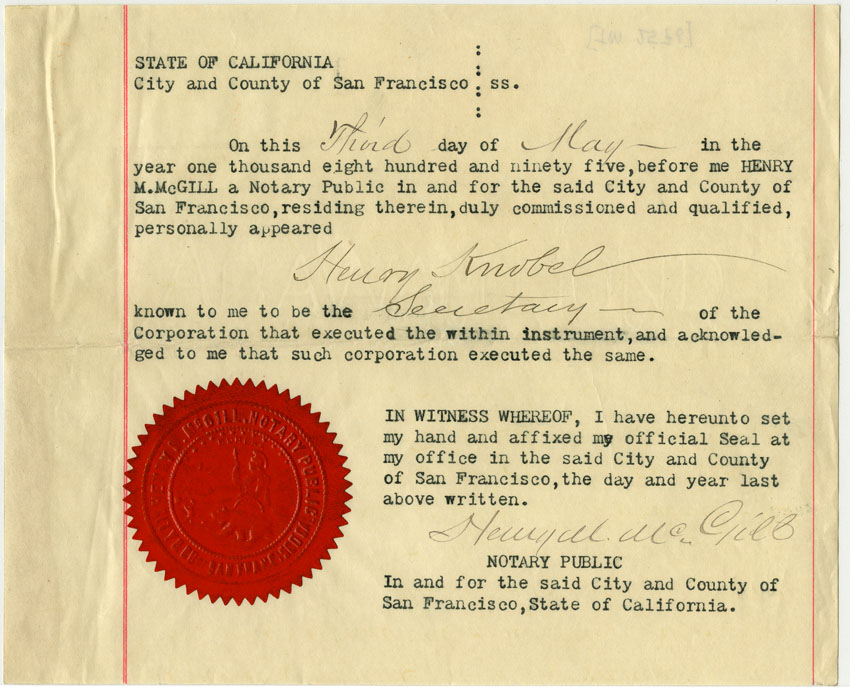 STATE OF CALIFORNIA
City and County of San Francisco : ss.
On this Third day of May — in the
year one thousand eight hundred and ninety five,before me HENRY
M.McGILL a Notary Public in and for the said City and County of
San Francisco,residing therein,duly commissioned and qualified,
personally appeared
Henry Knobel
known to me to be the Secretary — of the
Corporation that executed the within instrument,and acknowled-
ged to me that such corporation executed the same.
IN WITNESS WHEREOF, I have hereunto set
my hand and affixed my official Seal at
my office in the said City and County
of San Francisco,the day and year last
above written.
Henry M. McGill
NOTARY PUBLIC
In and for the said City and County of
San Francisco,State of California.
McGILL, NOTARY PUBLIC